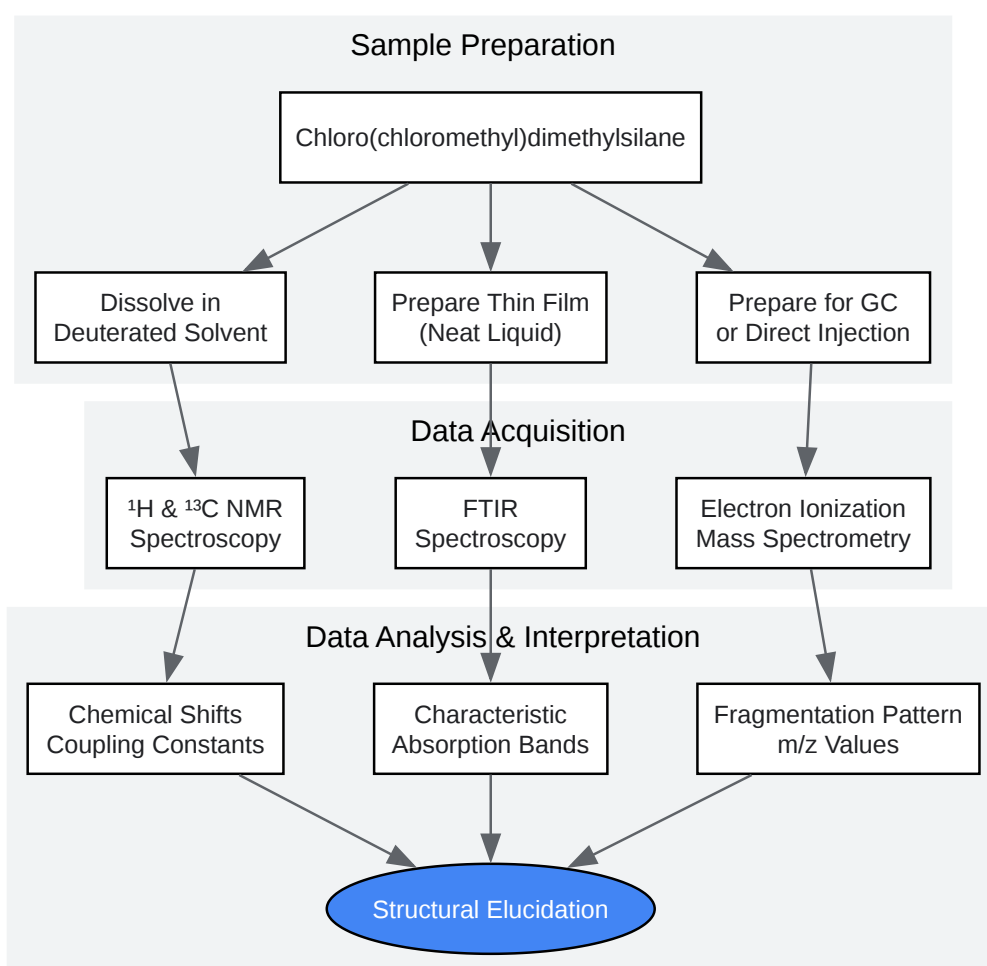 Sample Preparation
Chloro(chloromethyl)dimethylsilane
Dissolve in
Deuterated Solvent
Prepare Thin Film
(Neat Liquid)
Prepare for GC
or Direct Injection
Data Acquisition
¹H & ¹³C NMR
Spectroscopy
FTIR
Spectroscopy
Electron Ionization
Mass Spectrometry
Data Analysis & Interpretation
Chemical Shifts
Coupling Constants
Characteristic
Absorption Bands
Fragmentation Pattern
m/z Values
Structural Elucidation